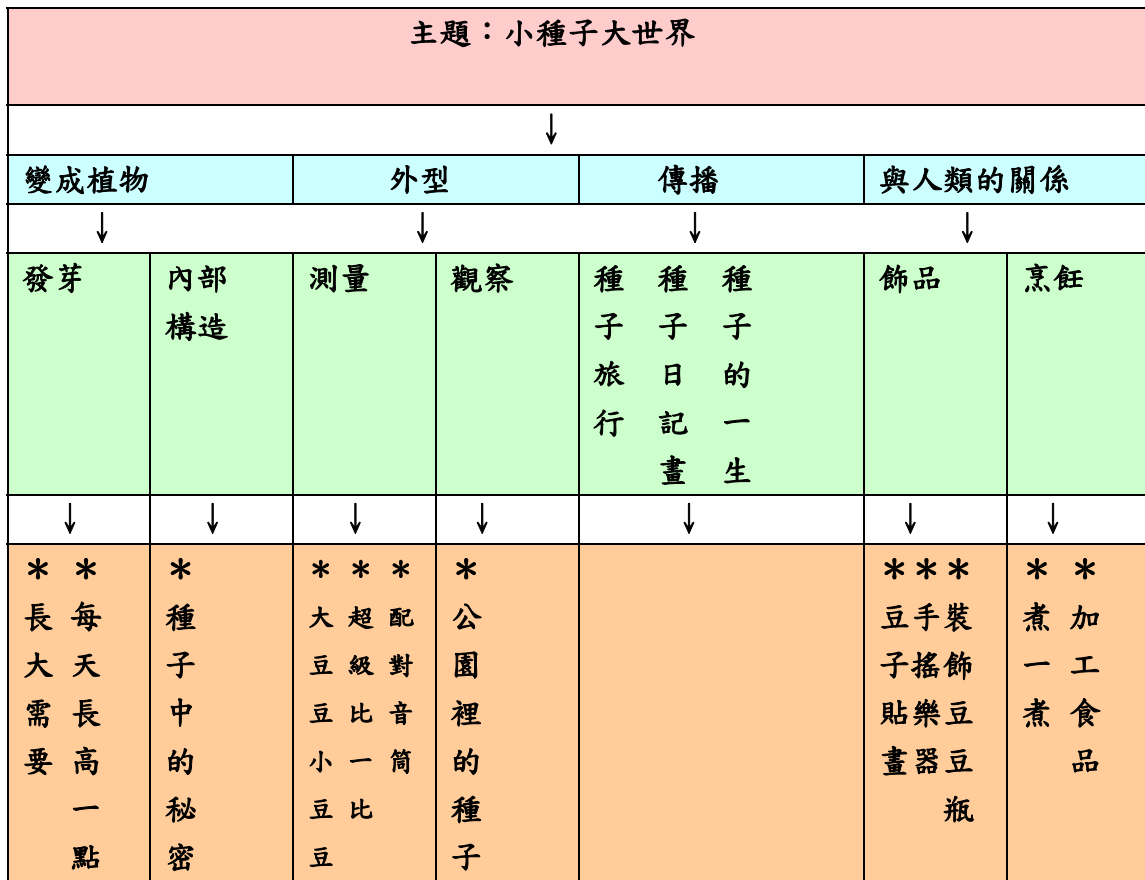 主題：小種子大世界
↓
變成植物
外型
傳播
與人類的關係
↓ ↓ ↓ ↓
發芽
內部
構造
測量
觀察
種子旅行
種子日記畫
種子的一生
飾品
烹飪
↓ ↓ ↓ ↓ ↓ ↓ ↓
＊長大需要
＊每天長高一點
＊種子中的秘密
＊大豆豆小豆豆
＊超級比一比
＊配對音筒
＊公園裡的種子
＊豆子貼畫
＊手搖樂器
＊裝飾豆豆瓶
＊煮一煮
＊加工食品